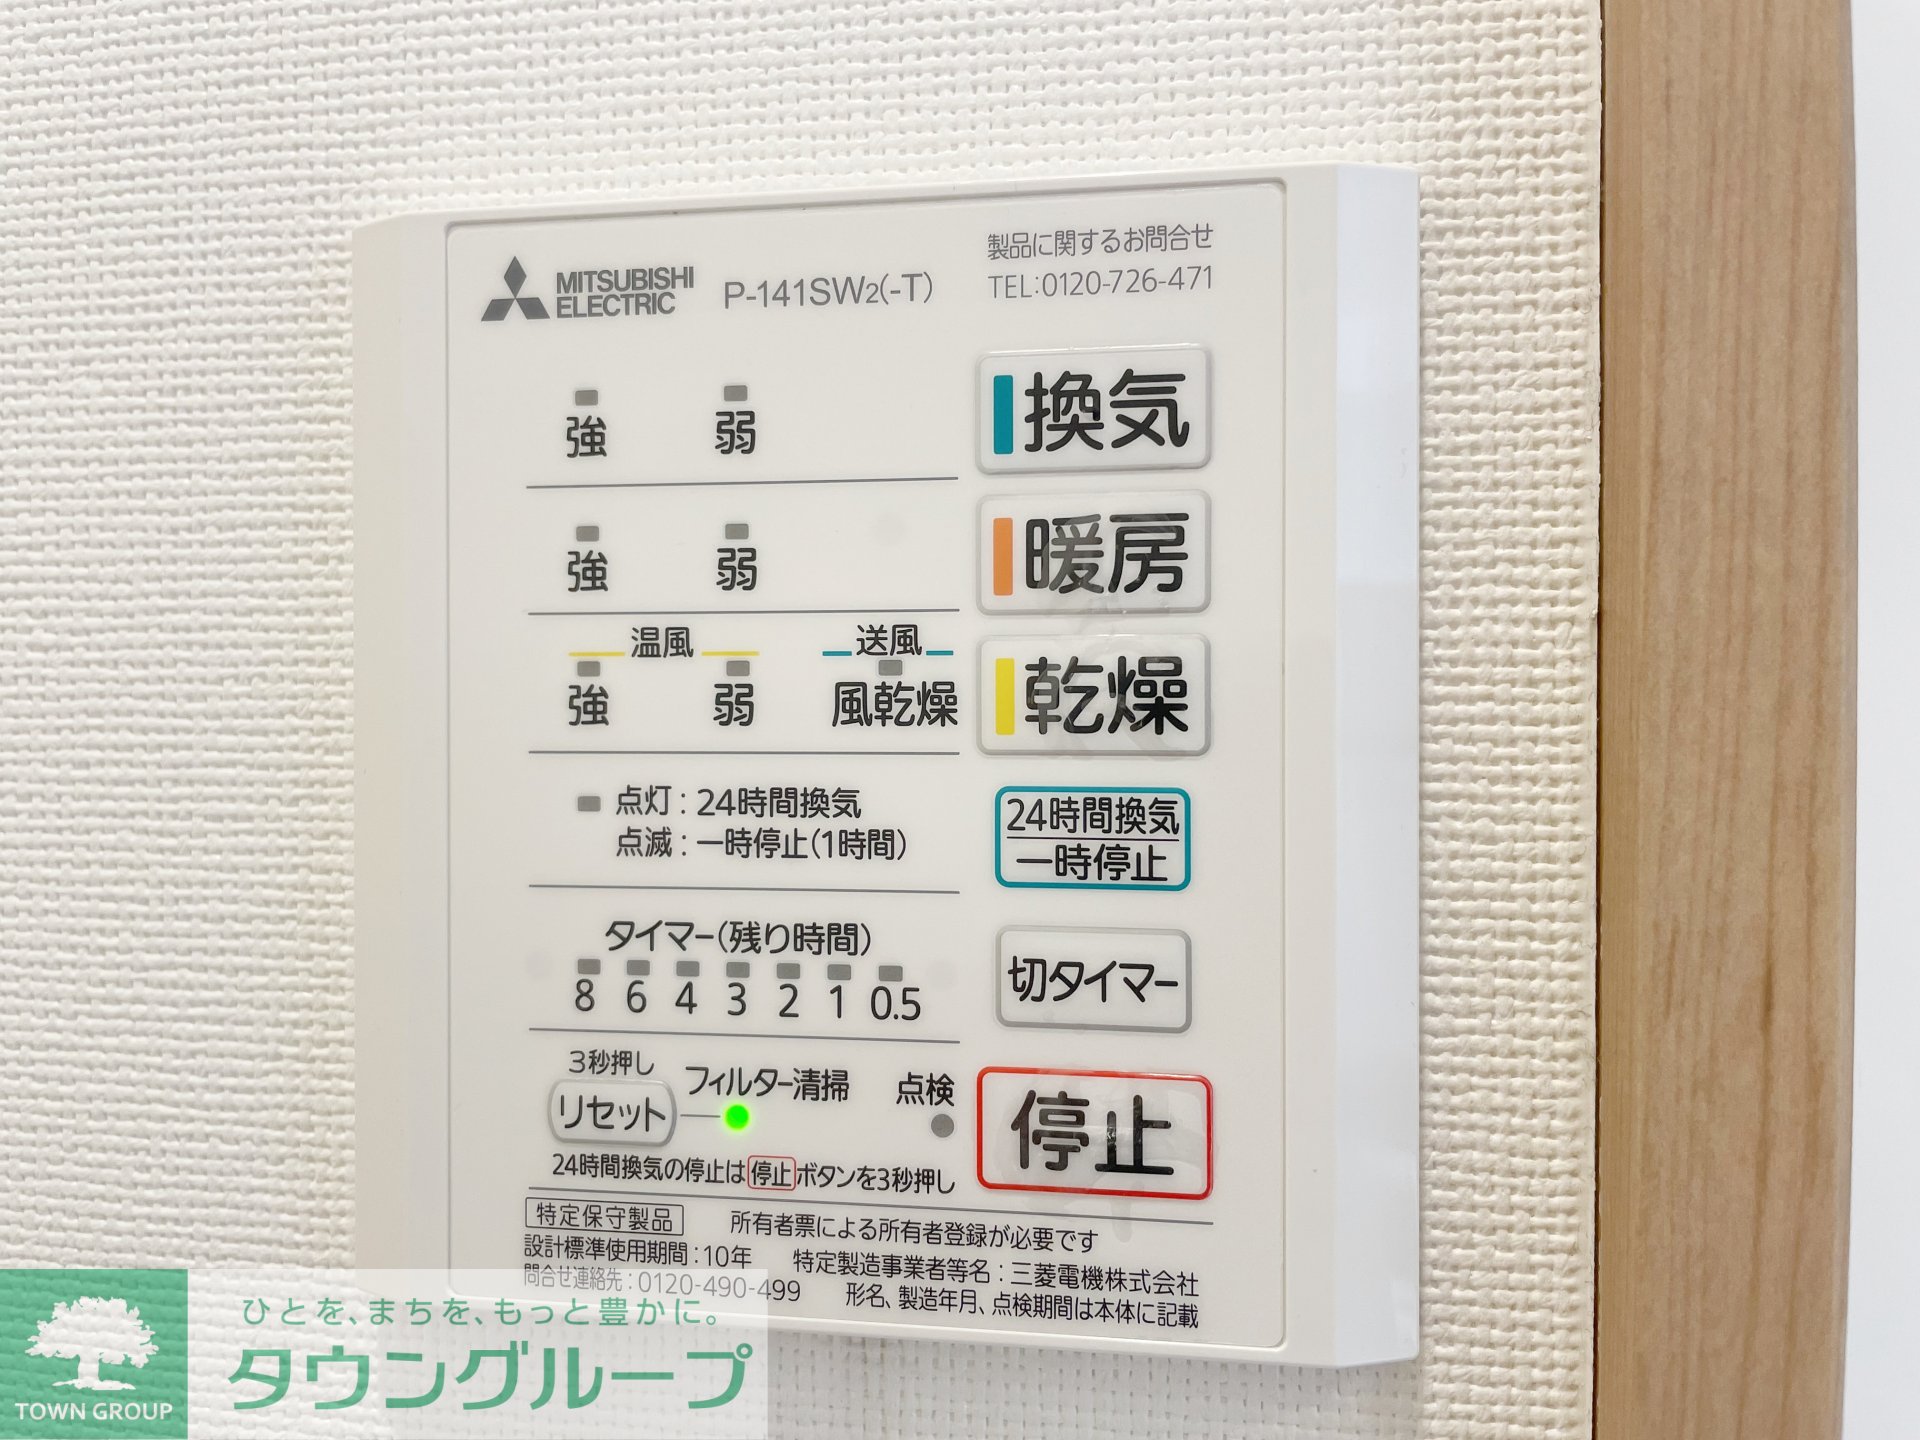 MITSUBISHI
ELECTRIC
P-141SW2(-T)
製品に関するお問合せ
TEL:0120-726-471
強 弱
換気
強 弱
暖房
温風 送風
強 弱 風乾燥
乾燥
点灯:24時間換気
点滅:一時停止(1時間)
24時間換気
一時停止
タイマー(残り時間)
8 6 4 3 2 1 0.5
切タイマー
3秒押し
リセット
フィルター清掃 点検
停止
24時間換気の停止は停止ボタンを3秒押し
特定保守製品 所有者票による所有者登録が必要です
設計標準使用期間:10年 特定製造事業者等名:三菱電機株式会社
問合せ連絡先:0120-490-499 形名、製造年月、点検期間は本体に記載
ひとを、まちを、もっと豊かに。
タウングループ
TOWN GROUP